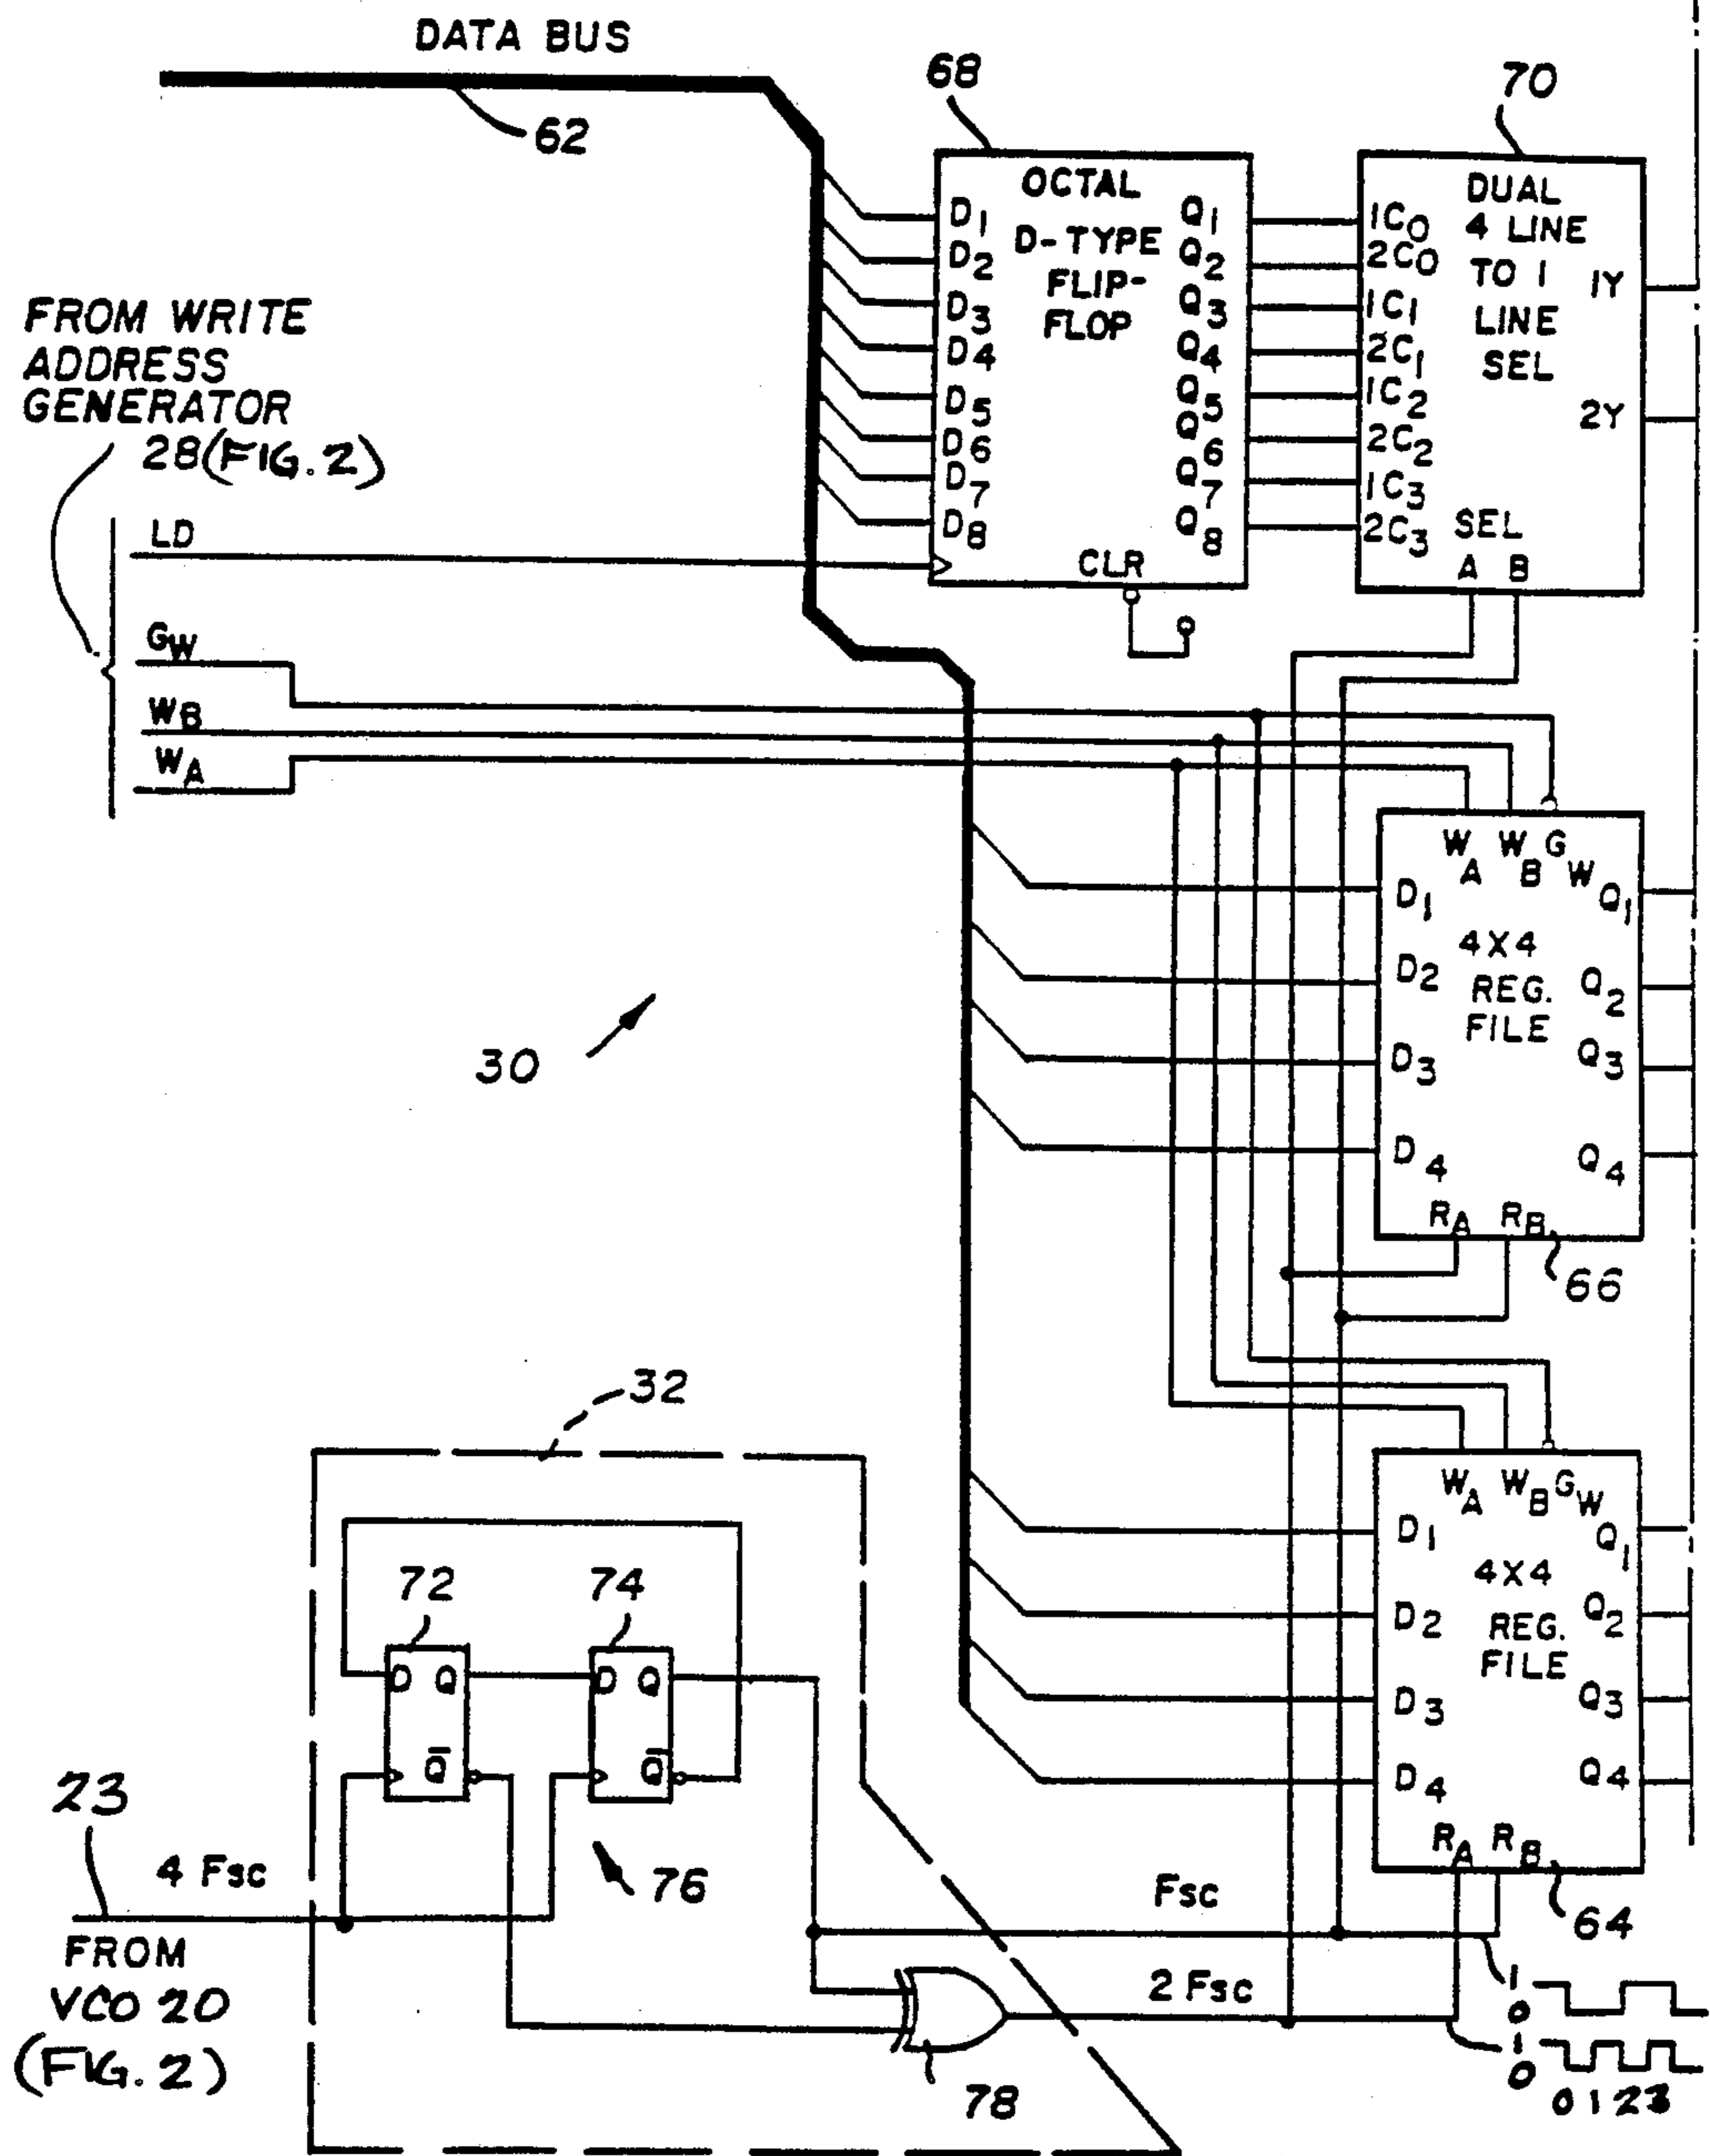 DATA BUS
62
68
70
OCTAL
D-TYPE
FLIP-
FLOP
D1
D2
D3
D4
D5
D6
D7
D8
Q1
Q2
Q3
Q4
Q5
Q6
Q7
Q8
CLR
DUAL
4 LINE
TO 1
LINE
SEL
1C0
2C0
1C1
2C1
1C2
2C2
1C3
2C3
1Y
2Y
SEL
A B
FROM WRITE
ADDRESS
GENERATOR
28 (FIG. 2)
LD
GW
WB
WA
30
WA WB GW
D1
D2
D3
D4
4X4
REG.
FILE
Q1
Q2
Q3
Q4
RA RB
66
32
72
74
D Q
Q̅
D Q
Q̅
76
23
4 Fsc
FROM
VCO 20
(FIG. 2)
78
WA WB GW
D1
D2
D3
D4
4X4
REG.
FILE
Q1
Q2
Q3
Q4
RA RB
64
Fsc
2 Fsc
1
0
1
0
0 1 2 3